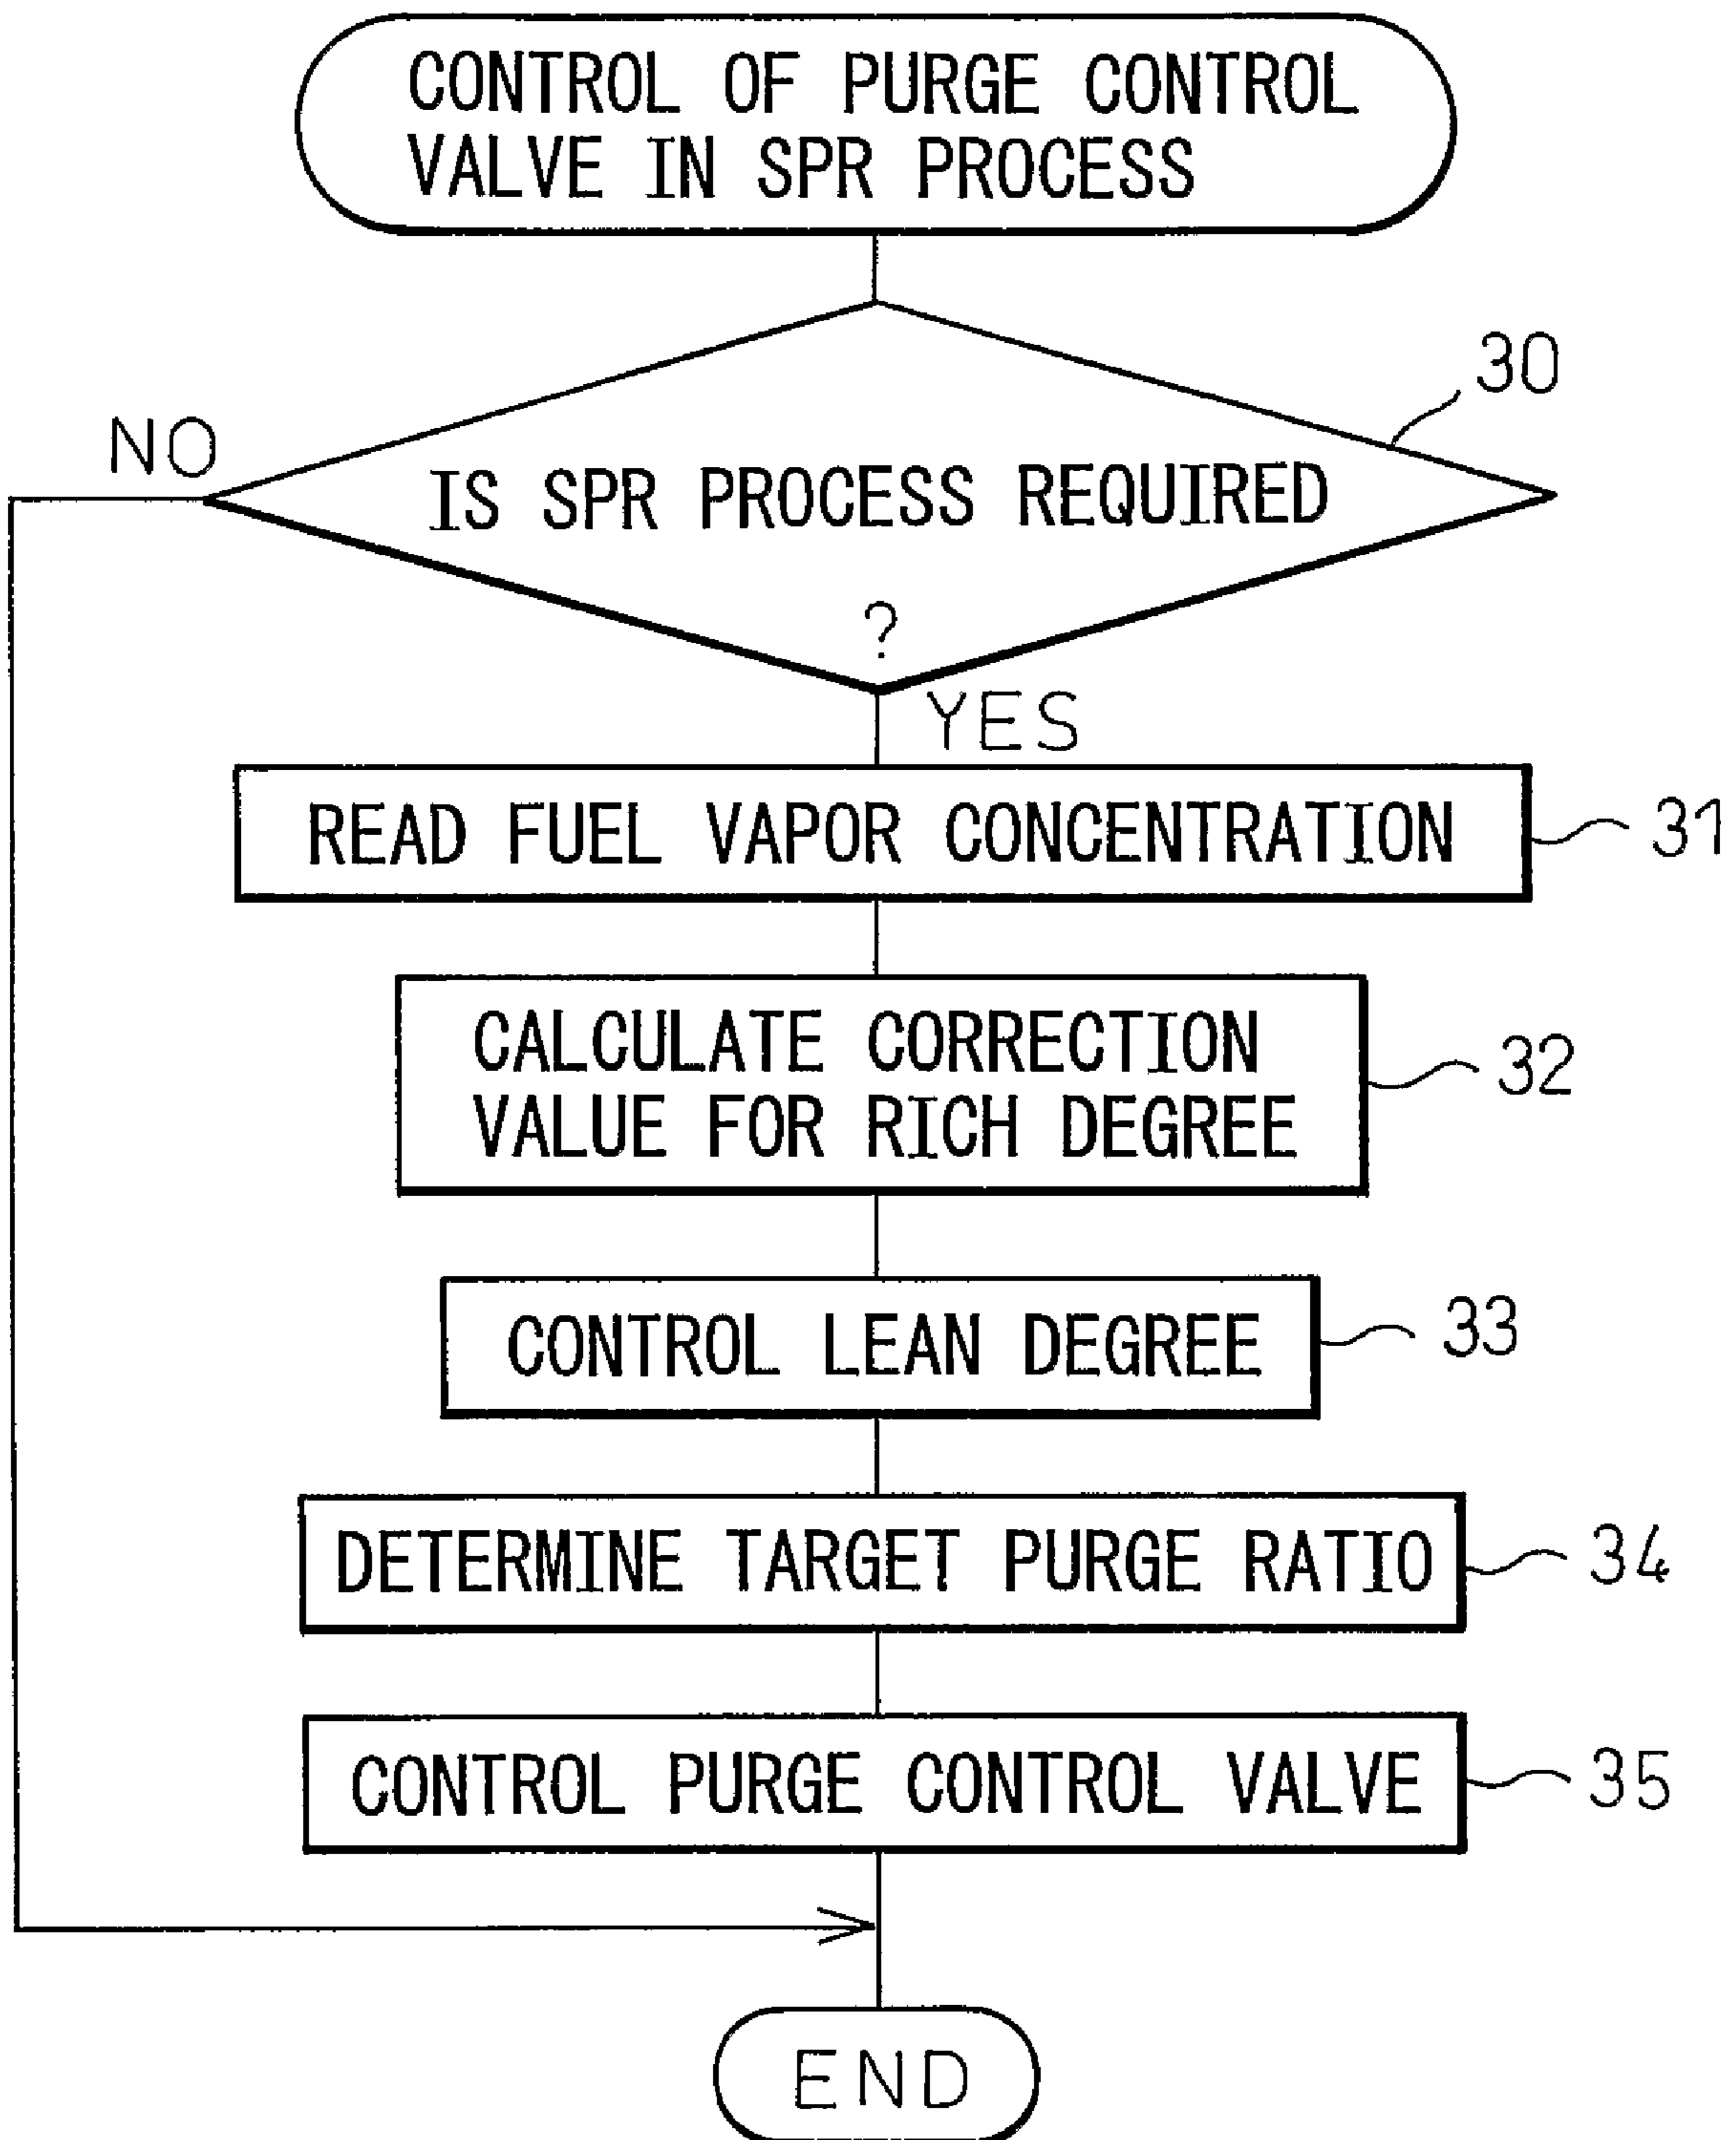 CONTROL OF PURGE CONTROL
VALVE IN SPR PROCESS
30
NO
IS SPR PROCESS REQUIRED
?
YES
READ FUEL VAPOR CONCENTRATION
31
CALCULATE CORRECTION
VALUE FOR RICH DEGREE
32
CONTROL LEAN DEGREE
33
DETERMINE TARGET PURGE RATIO
34
CONTROL PURGE CONTROL VALVE
35
END